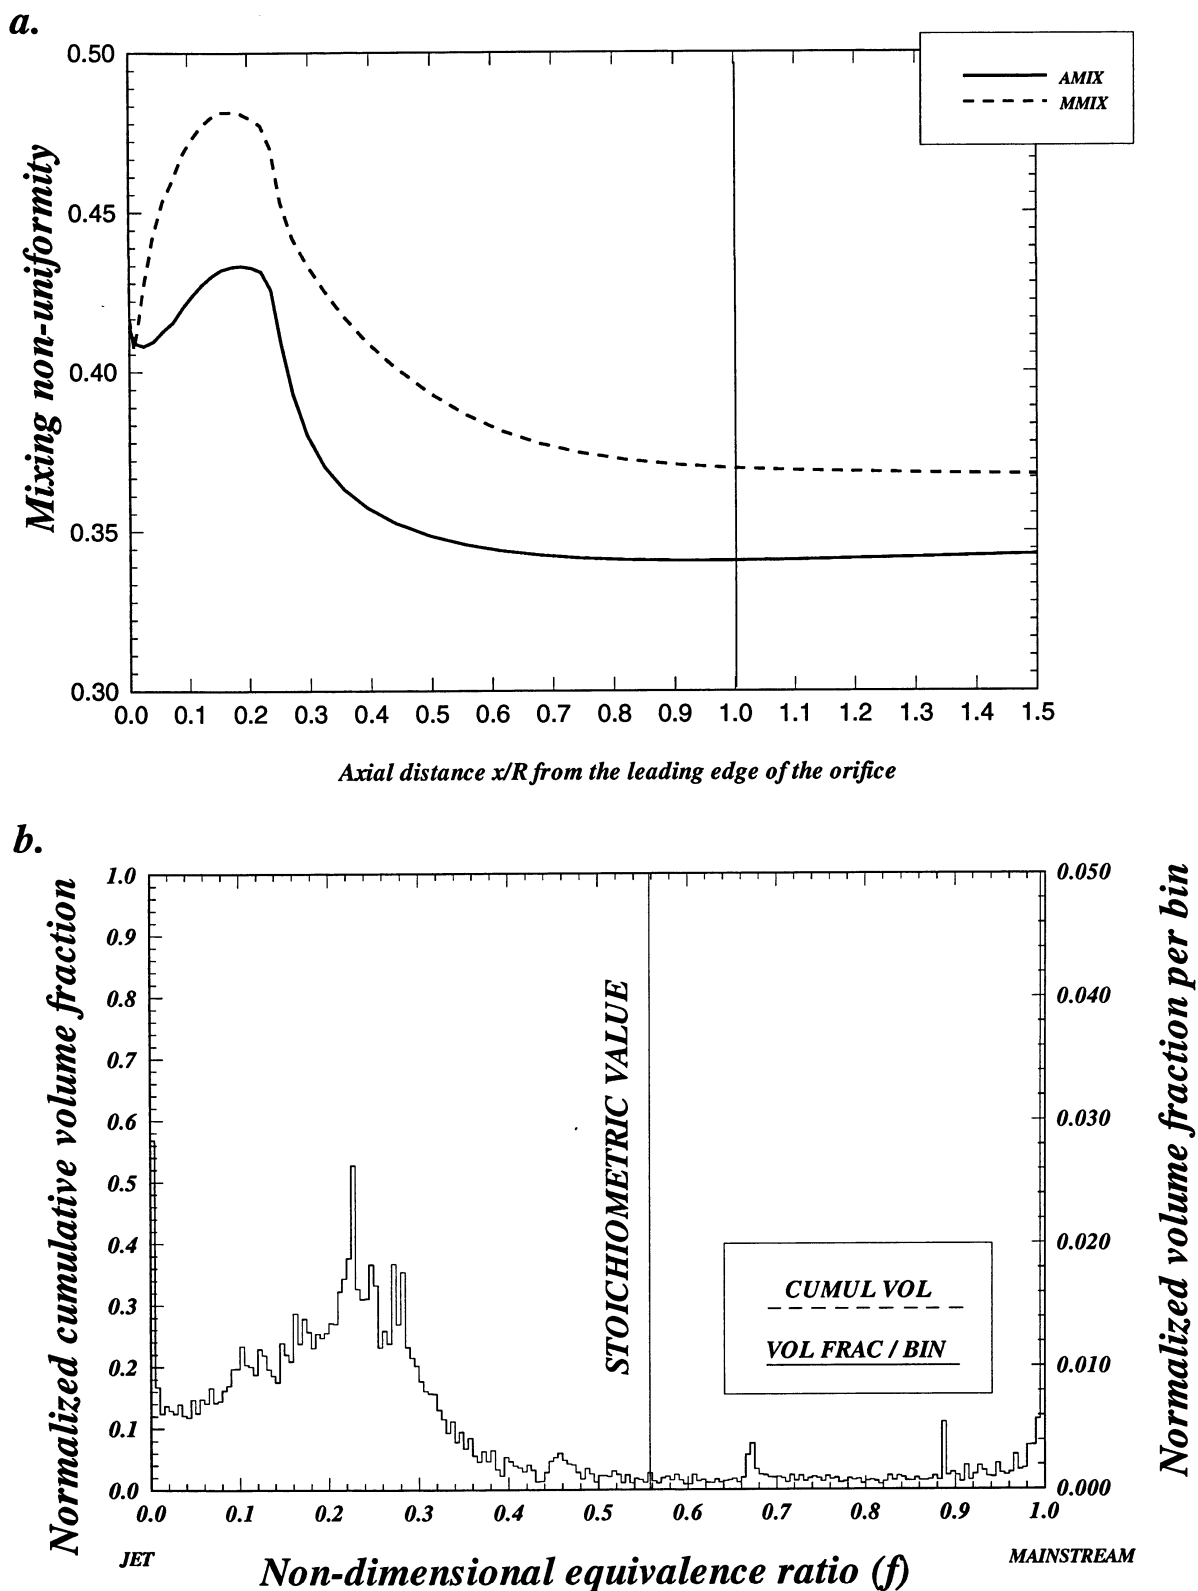 a.
0.50
AMIX
MMIX
0.45
0.40
0.35
0.30
Mixing non-uniformity
0.0 0.1 0.2 0.3 0.4 0.5 0.6 0.7 0.8 0.9 1.0 1.1 1.2 1.3 1.4 1.5
Axial distance x/R from the leading edge of the orifice
b.
Normalized cumulative volume fraction
1.0
0.9
0.8
0.7
0.6
0.5
0.4
0.3
0.2
0.1
0.0
STOICHIOMETRIC VALUE
CUMUL VOL
VOL FRAC / BIN
0.050
0.040
0.030
0.020
0.010
0.000
Normalized volume fraction per bin
0.0 0.1 0.2 0.3 0.4 0.5 0.6 0.7 0.8 0.9 1.0
JET
MAINSTREAM
Non-dimensional equivalence ratio (f)